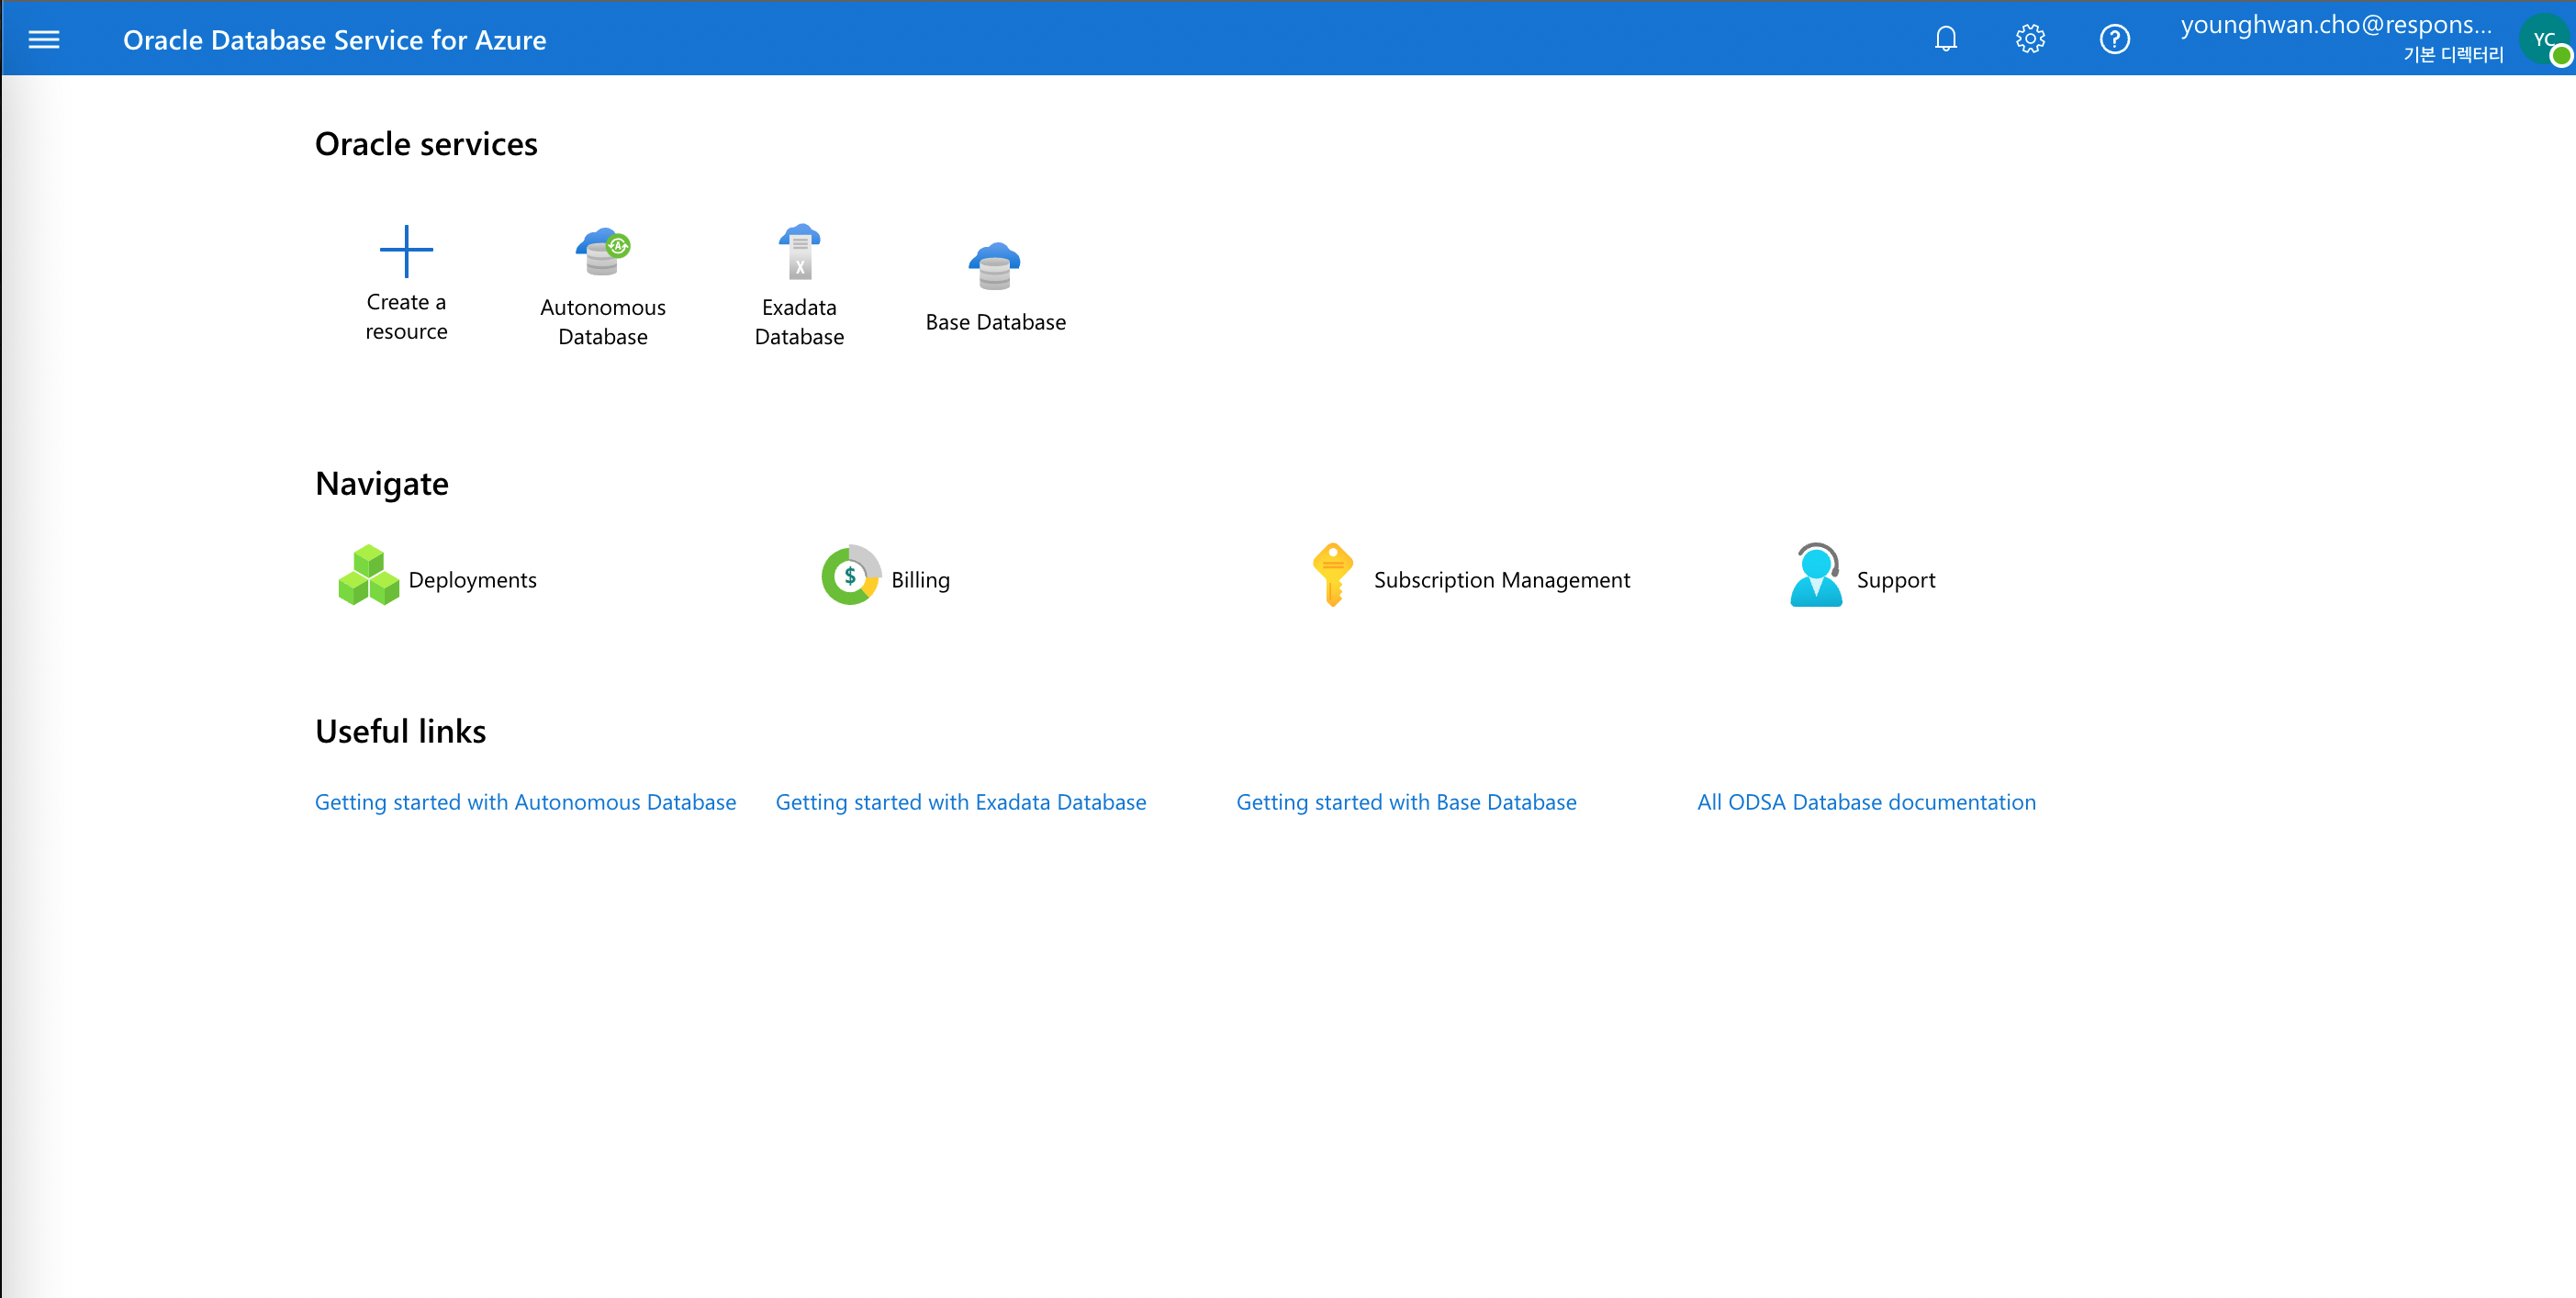 Oracle Database Service for Azure
younghwan.cho@respons...
기본 디렉터리
YC
Oracle services
Create a
resource
Autonomous
Database
Exadata
Database
Base Database
Navigate
Deployments
Billing
Subscription Management
Support
Useful links
Getting started with Autonomous Database
Getting started with Exadata Database
Getting started with Base Database
All ODSA Database documentation